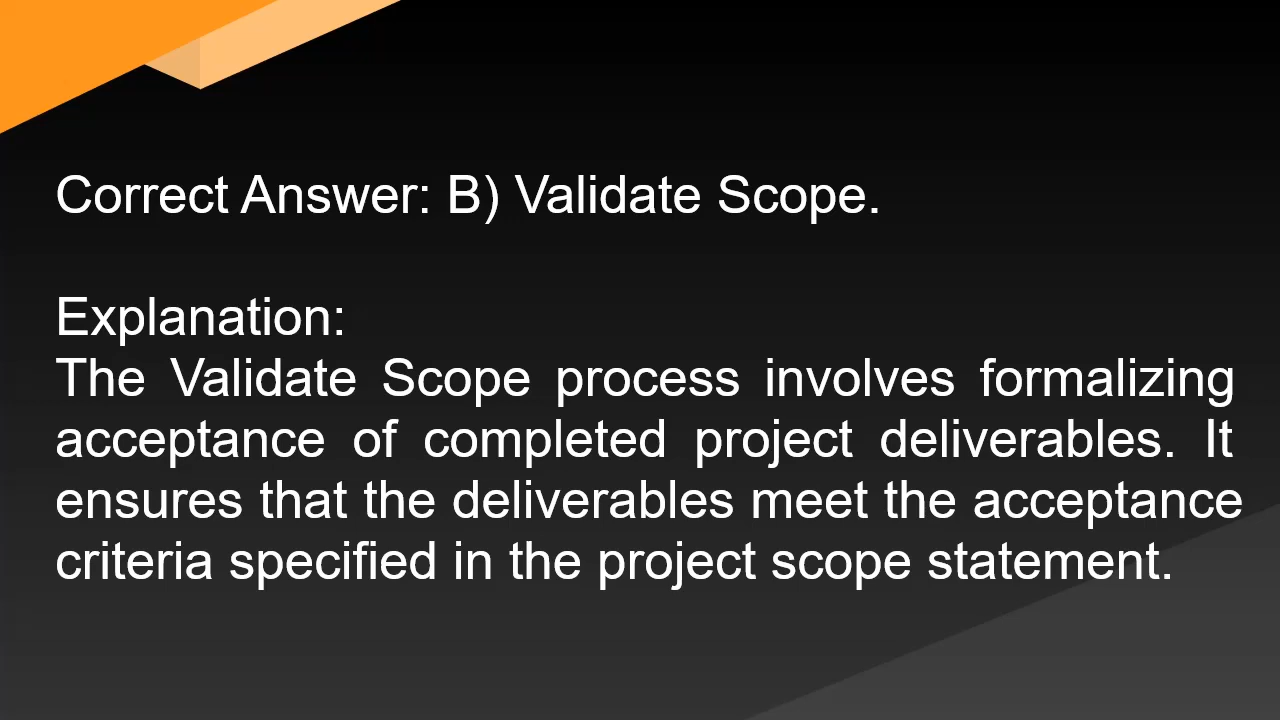 Correct Answer: B) Validate Scope.
Explanation:
The Validate Scope process involves formalizing
acceptance of completed project deliverables. It
ensures that the deliverables meet the acceptance
criteria specified in the project scope statement.